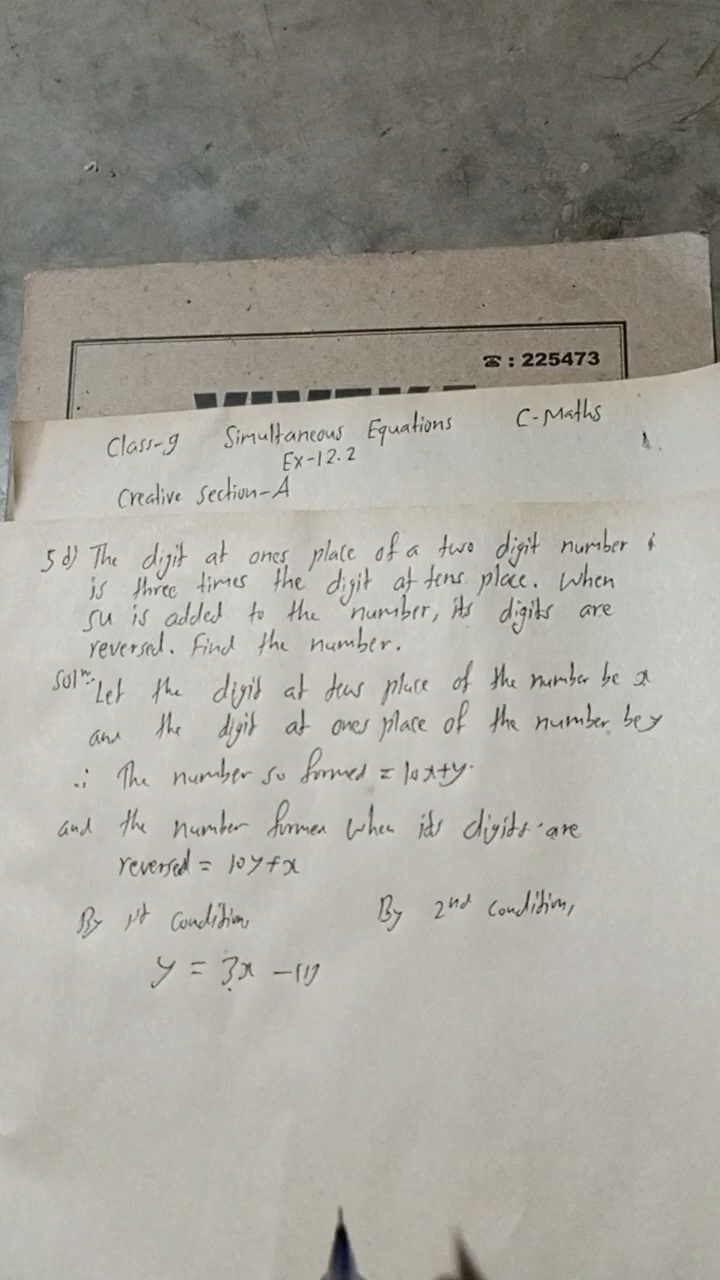 ☎ : 225473
Class-9 Simultaneous Equations C-Maths
Ex-12.2
Creative Section-A
5 d) The digit at ones place of a two digit number
is three times the digit at tens place. When
54 is added to the number, its digits are
reversed. Find the number.
Solⁿ:- Let the digit at tens place of the number be x
and the digit at ones place of the number be y
∴ The number so formed = 10x+y.
and the number formed when its digits are
reversed = 10y+x
By 1st condition, By 2nd condition,
y = 3x -(1)